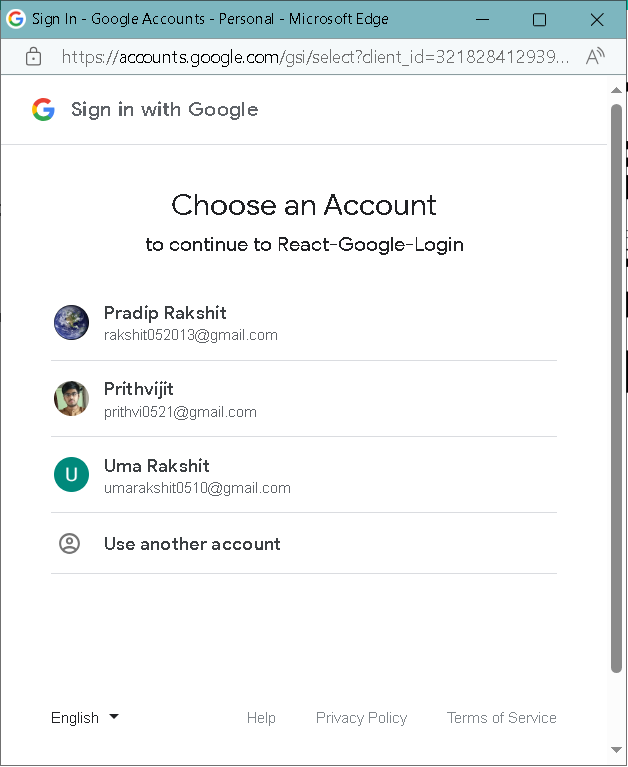 Sign In - Google Accounts - Personal - Microsoft Edge
https://accounts.google.com/gsi/select?client_id=321828412939...
Sign in with Google
Choose an Account
to continue to React-Google-Login
Pradip Rakshit
rakshit052013@gmail.com
Prithvijit
prithvi0521@gmail.com
U
Uma Rakshit
umarakshit0510@gmail.com
Use another account
English Help Privacy Policy Terms of Service